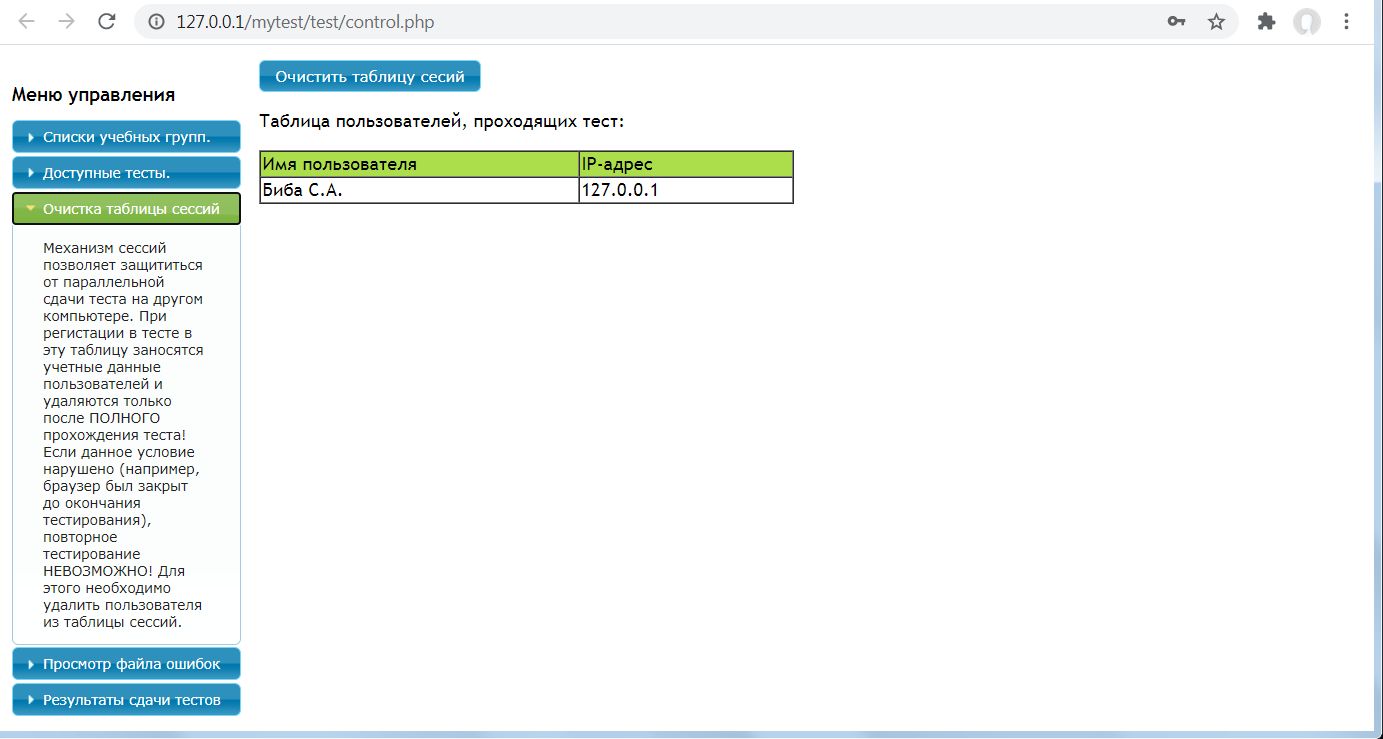 127.0.0.1/mytest/test/control.php
Меню управления
Списки учебных групп.
Доступные тесты.
Очистка таблицы сессий
Механизм сессий
позволяет защититься
от параллельной
сдачи теста на другом
компьютере. При
регистации в тесте в
эту таблицу заносятся
учетные данные
пользователей и
удаляются только
после ПОЛНОГО
прохождения теста!
Если данное условие
нарушено (например,
браузер был закрыт
до окончания
тестирования),
повторное
тестирование
НЕВОЗМОЖНО! Для
этого необходимо
удалить пользователя
из таблицы сессий.
Просмотр файла ошибок
Результаты сдачи тестов
Очистить таблицу сесий
Таблица пользователей, проходящих тест:
Имя пользователя IP-адрес
Биба С.А. 127.0.0.1